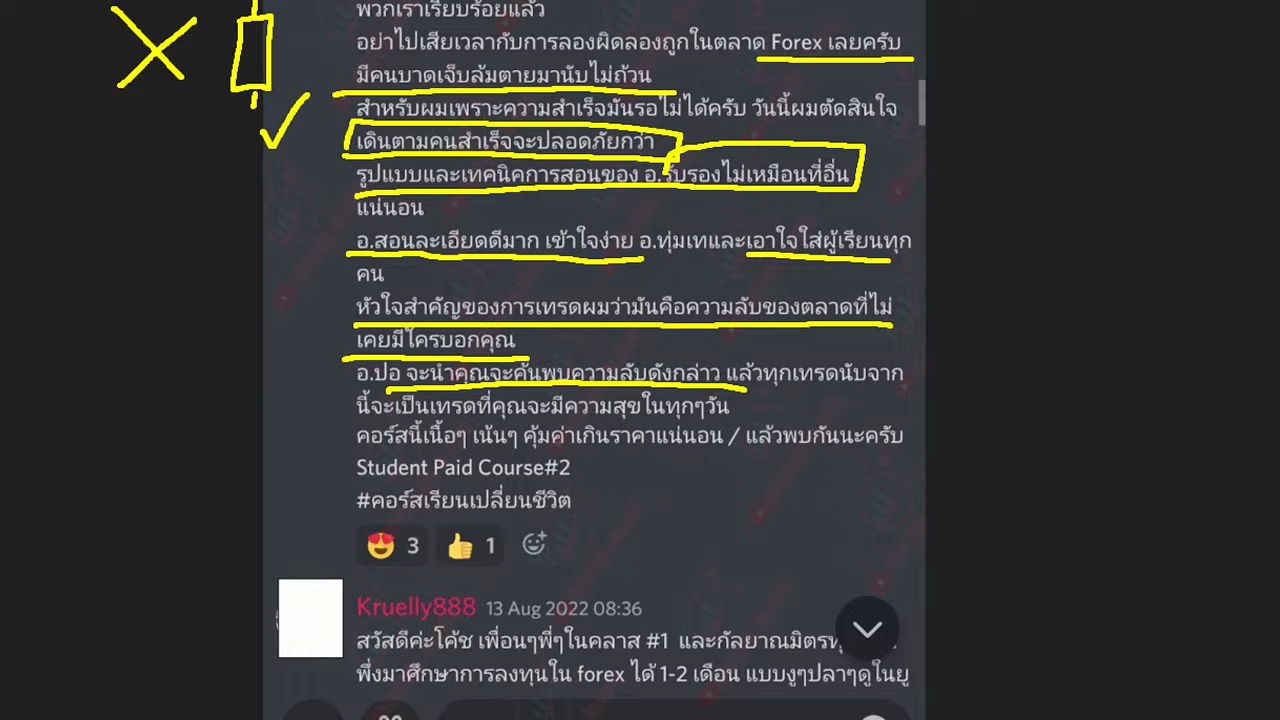 พวกเราเรียบร้อยแล้ว
อย่าไปเสียเวลากับการลองผิดลองถูกในตลาด Forex เลยครับ
มีคนบาดเจ็บล้มตายมานับไม่ถ้วน
สำหรับผมเพราะความสำเร็จมันรอไม่ได้ครับ วันนี้ผมตัดสินใจ
เดินตามคนสำเร็จจะปลอดภัยกว่า
รูปแบบและเทคนิคการสอนของ อ.รับรองไม่เหมือนที่อื่น
แน่นอน
อ.สอนละเอียดดีมาก เข้าใจง่าย อ.ทุ่มเทและเอาใจใส่ผู้เรียนทุก
คน
หัวใจสำคัญของการเทรดผมว่ามันคือความลับของตลาดที่ไม่
เคยมีใครบอกคุณ
อ.ปอ จะนำคุณจะค้นพบความลับดังกล่าว แล้วทุกเทรดนับจาก
นี้จะเป็นเทรดที่คุณจะมีความสุขในทุกๆวัน
คอร์สนี้เนื้อๆ เน้นๆ คุ้มค่าเกินราคาแน่นอน / แล้วพบกันนะครับ
Student Paid Course#2
#คอร์สเรียนเปลี่ยนชีวิต
3 1
Kruelly888 13 Aug 2022 08:36
สวัสดีค่ะโค้ช เพื่อนๆพี่ๆในคลาส #1 และกัลยาณมิตร
พึ่งมาศึกษาการลงทุนใน forex ได้ 1-2 เดือน แบบงูๆปลาๆดูในยู